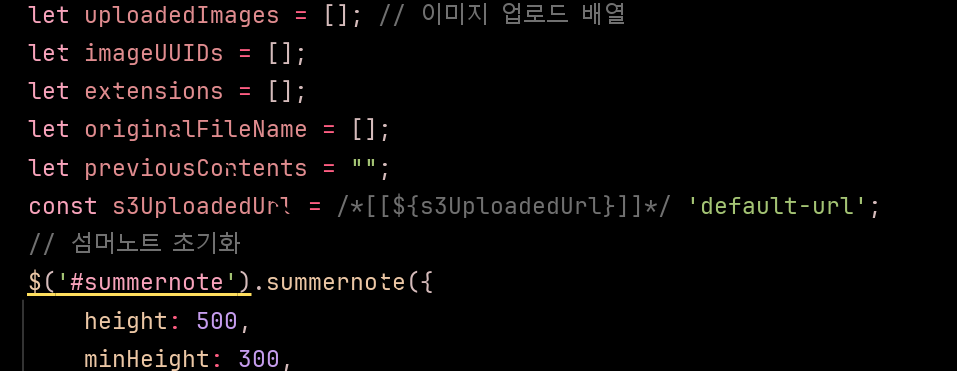 let uploadedImages = []; // 이미지 업로드 배열
let imageUUIDs = [];
let extensions = [];
let originalFileName = [];
let previousContents = "";
const s3UploadedUrl = /*[[${s3UploadedUrl}]]*/ 'default-url';
// 섬머노트 초기화
$('#summernote').summernote({
height: 500,
minHeight: 300,